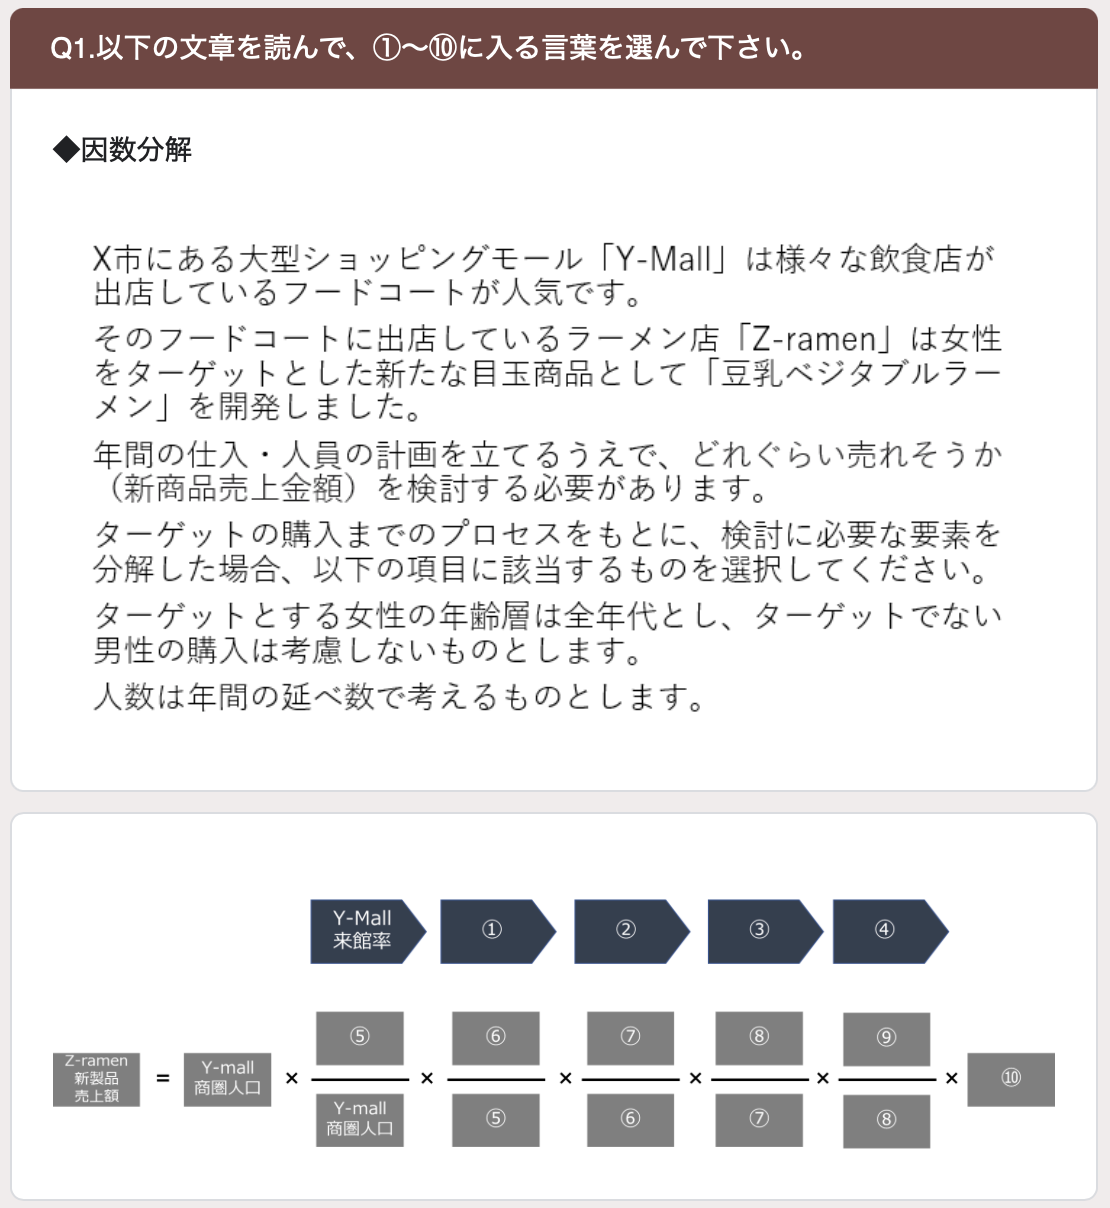 Q1.以下の文章を読んで、①〜⑩に入る言葉を選んで下さい。
◆因数分解
X市にある大型ショッピングモール「Y-Mall」は様々な飲食店が
出店しているフードコートが人気です。
そのフードコートに出店しているラーメン店「Z-ramen」は女性
をターゲットとした新たな目玉商品として「豆乳ベジタブルラー
メン」を開発しました。
年間の仕入・人員の計画を立てるうえで、どれぐらい売れそうか
（新商品売上金額）を検討する必要があります。
ターゲットの購入までのプロセスをもとに、検討に必要な要素を
分解した場合、以下の項目に該当するものを選択してください。
ターゲットとする女性の年齢層は全年代とし、ターゲットでない
男性の購入は考慮しないものとします。
人数は年間の延べ数で考えるものとします。
Y-Mall
来館率
①
②
③
④
Z-ramen
新製品
売上額
=
Y-mall
商圏人口
×
⑤
Y-mall
商圏人口
×
⑥
⑤
×
⑦
⑥
×
⑧
⑦
×
⑨
⑧
×
⑩